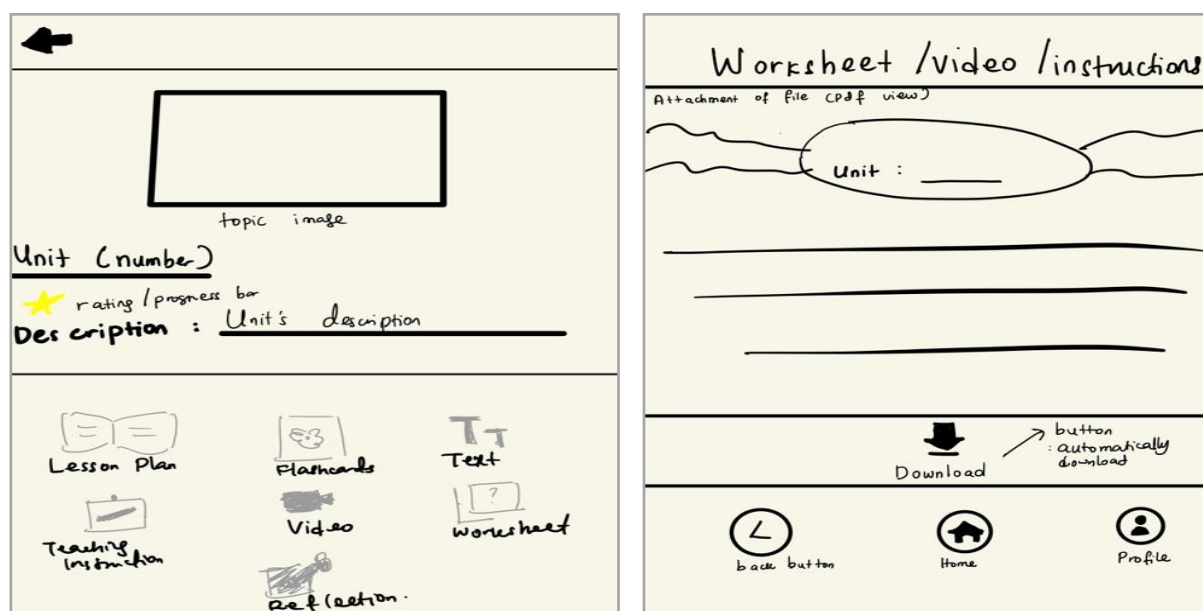 topic image
Unit (number)
rating / progress bar
Description : Unit's description
Lesson Plan
Flashcards
Text
Teaching Instruction
Video
Worksheet
Reflection.
Worksheet /video /instructions
Attachment of file (Pdf view)
Unit :
Download
button
: automatically
download
back button
Home
Profile